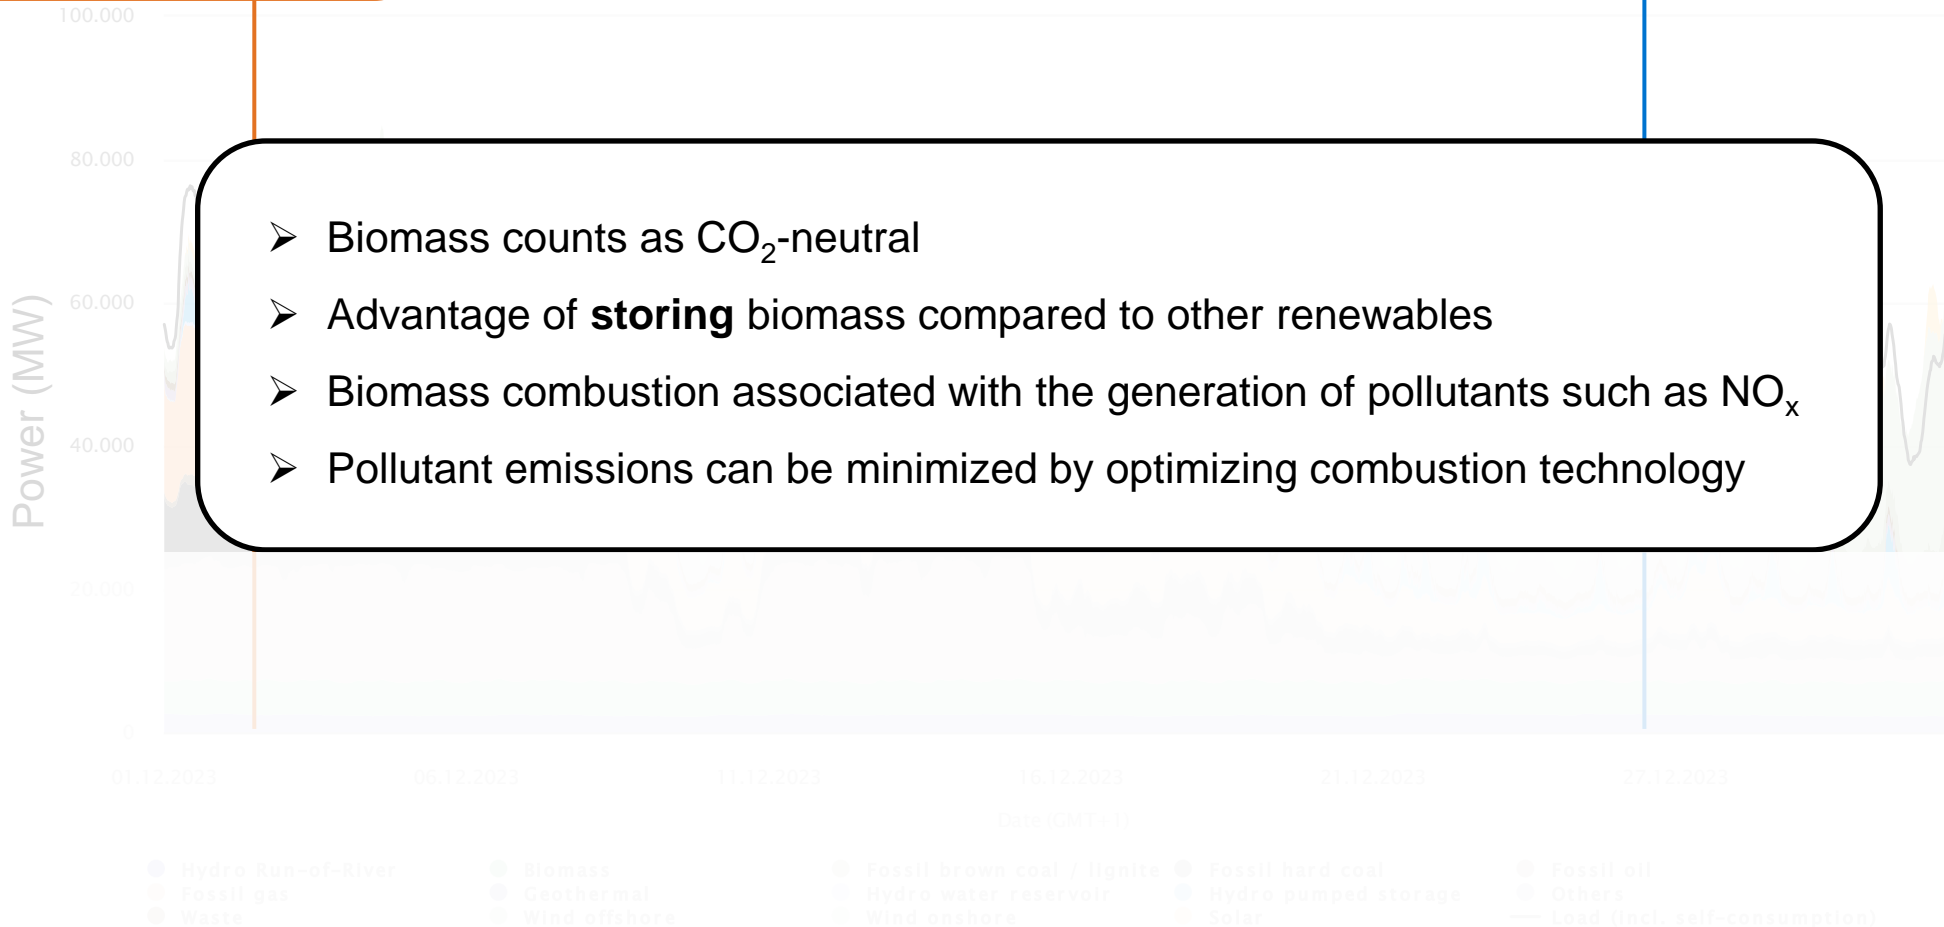 100.000
80.000
➢ Biomass counts as CO₂-neutral
➢ Advantage of storing biomass compared to other renewables
60.000
Power (MW)
➢ Biomass combustion associated with the generation of pollutants such as NOₓ
40.000
➢ Pollutant emissions can be minimized by optimizing combustion technology
20.000
0
01.12.2023 06.12.2023 11.12.2023 16.12.2023 21.12.2023 27.12.2023
Date (GMT+1)
Hydro Run-of-River Biomass Fossil brown coal / lignite Fossil hard coal Fossil oil
Fossil gas Geothermal Hydro water reservoir Hydro pumped storage Others
Waste Wind offshore Wind onshore Solar Load (incl. self-consumption)